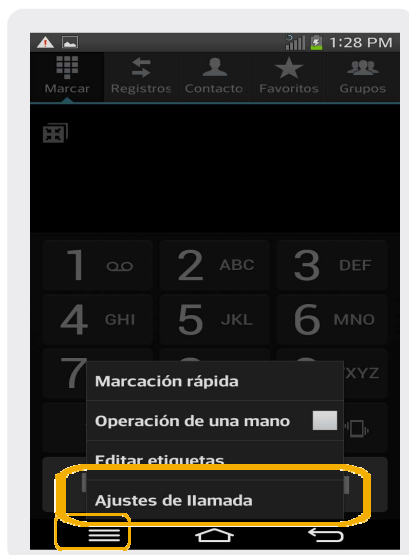 1:28 PM
Marcar Registros Contacto Favoritos Grupos
1 2 ABC 3 DEF
4 GHI 5 JKL 6 MNO
7 XYZ
Marcación rápida
Operación de una mano
Editar etiquetas
Ajustes de llamada